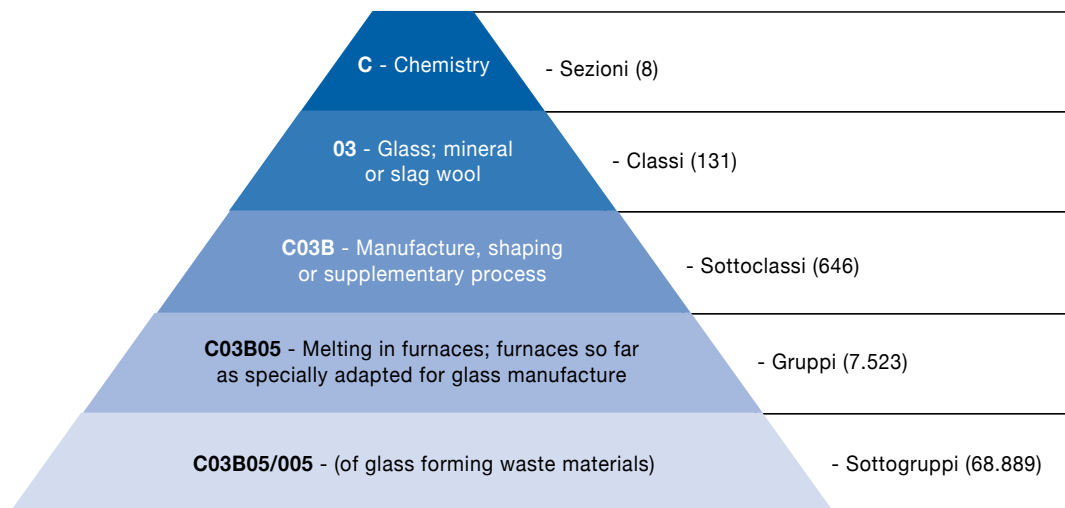 C - Chemistry
- Sezioni (8)
03 - Glass; mineral
or slag wool
- Classi (131)
C03B - Manufacture, shaping
or supplementary process
- Sottoclassi (646)
C03B05 - Melting in furnaces; furnaces so far
as specially adapted for glass manufacture
- Gruppi (7.523)
C03B05/005 - (of glass forming waste materials)
- Sottogruppi (68.889)